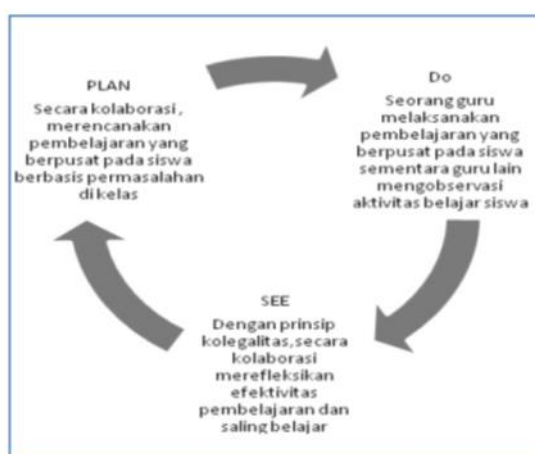 PLAN
Secara kolaborasi,
merencanakan
pembelajaran yang
berpusat pada siswa
berbasis permasalahan
di kelas
Do
Seorang guru
melaksanakan
pembelajaran yang
berpusat pada siswa
sementara guru lain
mengobservasi
aktivitas belajar siswa
SEE
Dengan prinsip
kolegalitas,secara
kolaborasi
merefleksikan
efektivitas
pembelajaran dan
saling belajar